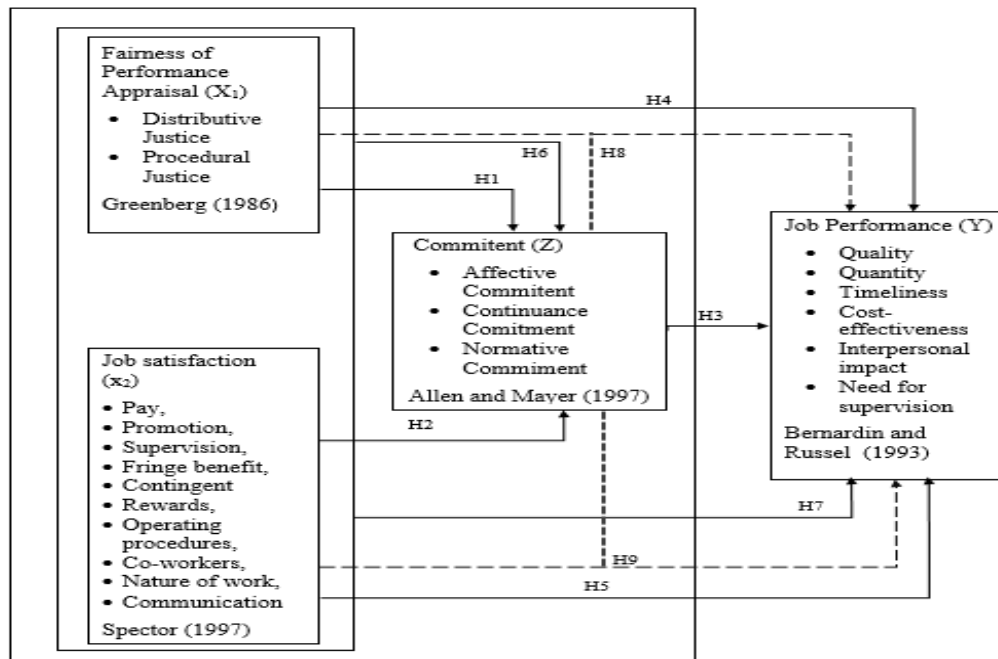 Fairness of
Performance
Appraisal (X₁)
• Distributive
Justice
• Procedural
Justice
Greenberg (1986)
H4
H8
H6
H1
Commitent (Z)
• Affective
Commitent
• Continuance
Comitment
• Normative
Commiment
Allen and Mayer (1997)
H3
Job Performance (Y)
• Quality
• Quantity
• Timeliness
• Cost-
effectiveness
• Interpersonal
impact
• Need for
supervision
Bernardin and
Russel (1993)
Job satisfaction
(x₂)
• Pay,
• Promotion,
• Supervision,
• Fringe benefit,
• Contingent
• Rewards,
• Operating
procedures,
• Co-workers,
• Nature of work,
• Communication
Spector (1997)
H2
H7
H9
H5